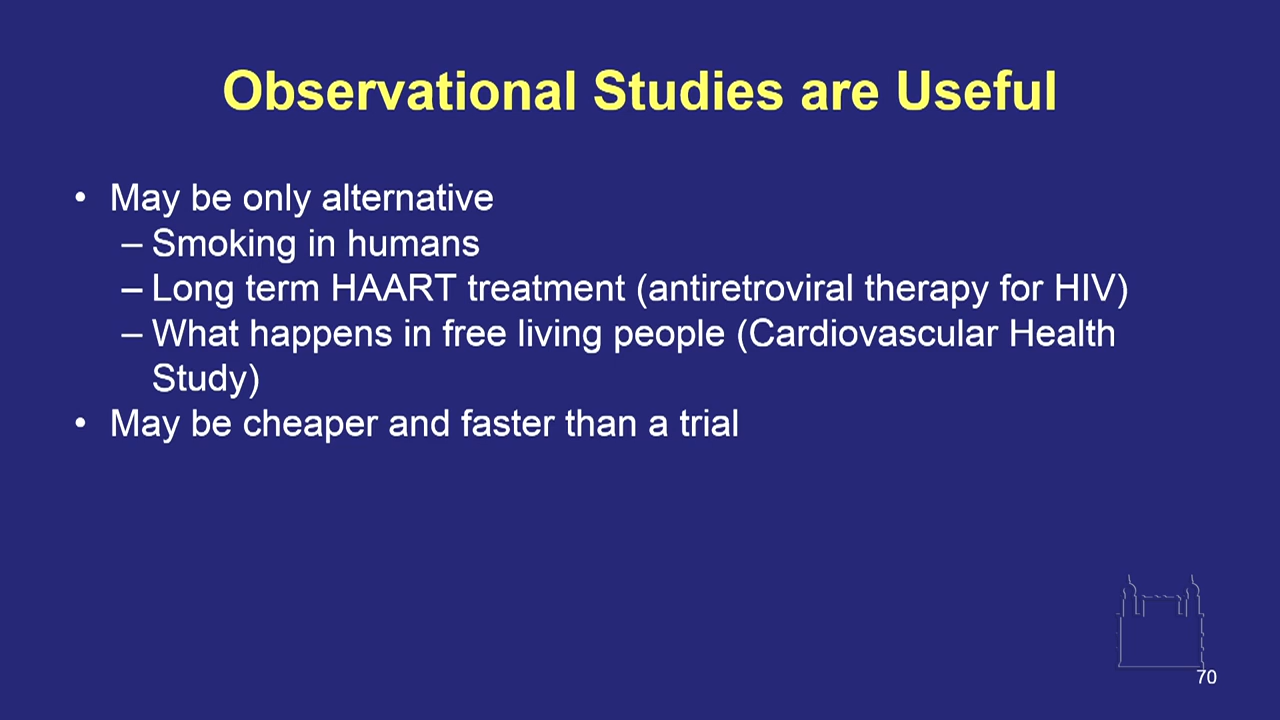 Observational Studies are Useful
• May be only alternative
– Smoking in humans
– Long term HAART treatment (antiretroviral therapy for HIV)
– What happens in free living people (Cardiovascular Health
Study)
• May be cheaper and faster than a trial
70